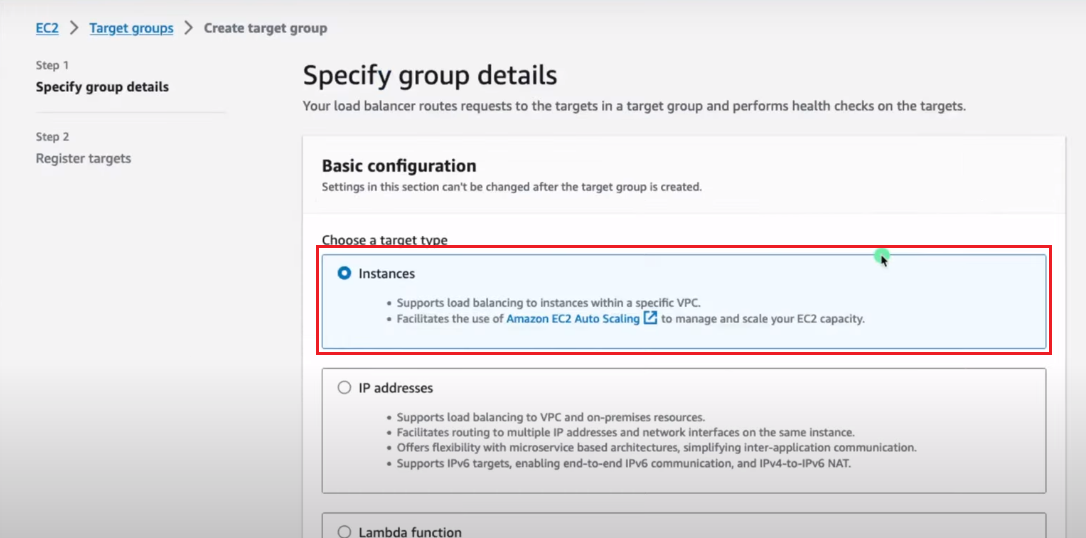 EC2 > Target groups > Create target group
Step 1
Specify group details
Step 2
Register targets
Specify group details
Your load balancer routes requests to the targets in a target group and performs health checks on the targets.
Basic configuration
Settings in this section can't be changed after the target group is created.
Choose a target type
Instances
• Supports load balancing to instances within a specific VPC.
• Facilitates the use of Amazon EC2 Auto Scaling to manage and scale your EC2 capacity.
IP addresses
• Supports load balancing to VPC and on-premises resources.
• Facilitates routing to multiple IP addresses and network interfaces on the same instance.
• Offers flexibility with microservice based architectures, simplifying inter-application communication.
• Supports IPv6 targets, enabling end-to-end IPv6 communication, and IPv4-to-IPv6 NAT.
Lambda function